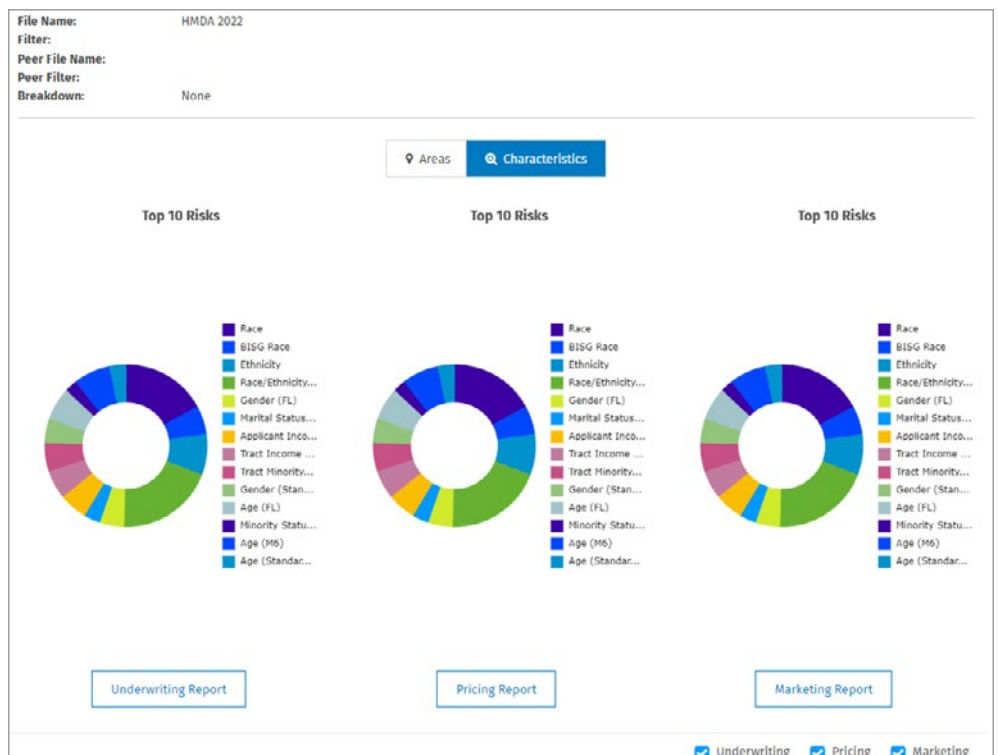 File Name: HMDA 2022
Filter:
Peer File Name:
Peer Filter:
Breakdown: None
Areas Characteristics
Top 10 Risks Top 10 Risks Top 10 Risks
Race
BISG Race
Ethnicity
Race/Ethnicity...
Gender (FL)
Marital Status...
Applicant Inco...
Tract Income ...
Tract Minority...
Gender (Stan...
Age (FL)
Minority Statu...
Age (M6)
Age (Standar...
Race
BISG Race
Ethnicity
Race/Ethnicity...
Gender (FL)
Marital Status...
Applicant Inco...
Tract Income ...
Tract Minority...
Gender (Stan...
Age (FL)
Minority Statu...
Age (M6)
Age (Standar...
Race
BISG Race
Ethnicity
Race/Ethnicity...
Gender (FL)
Marital Status...
Applicant Inco...
Tract Income ...
Tract Minority...
Gender (Stan...
Age (FL)
Minority Statu...
Age (M6)
Age (Standar...
Underwriting Report Pricing Report Marketing Report
Underwriting Pricing Marketing